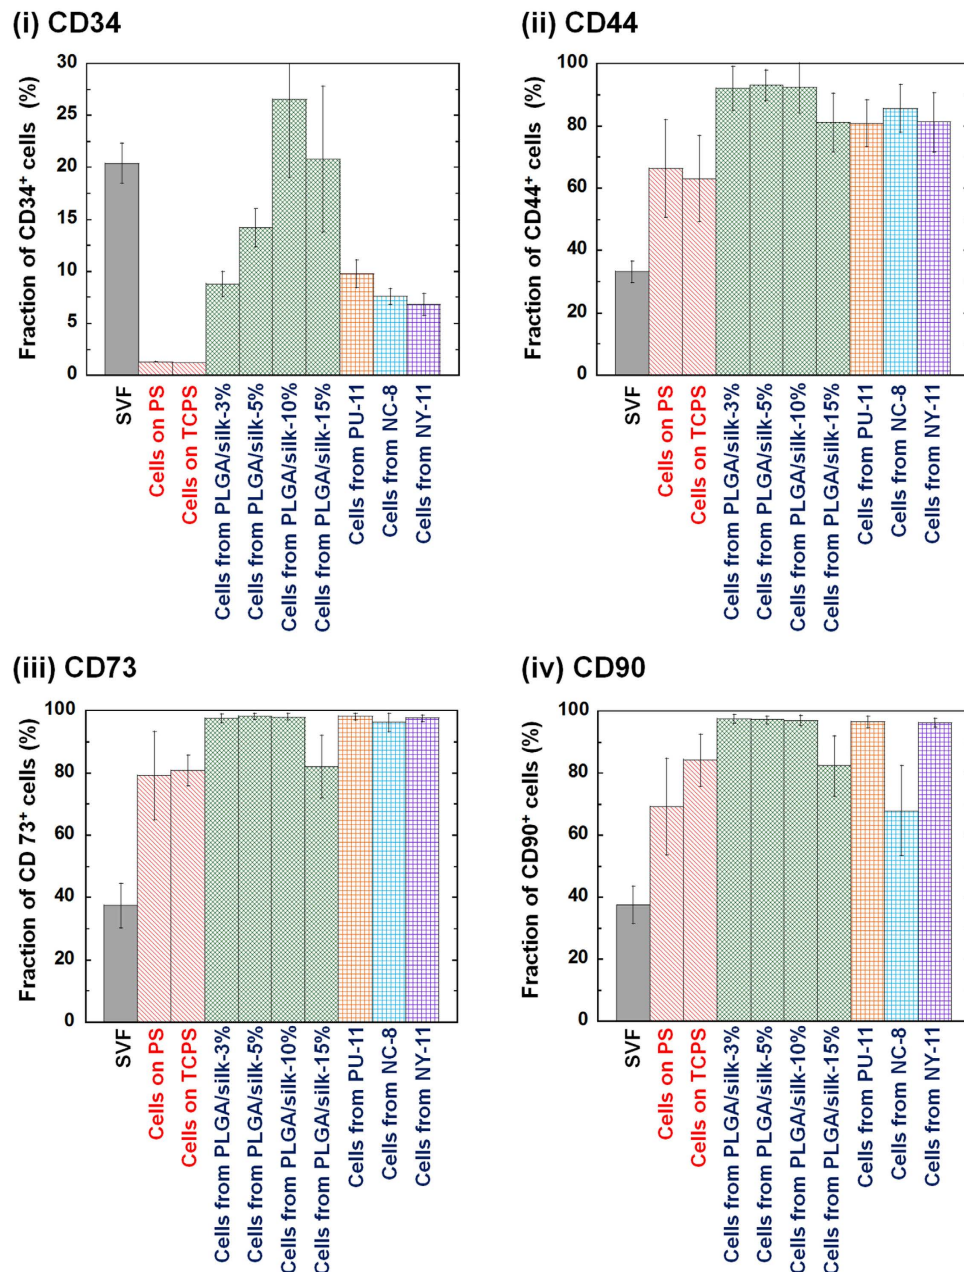 (i) CD34
Fraction of CD34+ cells (%)
30
25
20
15
10
5
0
SVF
Cells on PS
Cells on TCPS
Cells from PLGA/silk-3%
Cells from PLGA/silk-5%
Cells from PLGA/silk-10%
Cells from PLGA/silk-15%
Cells from PU-11
Cells from NC-8
Cells from NY-11
(ii) CD44
Fraction of CD44+ cells (%)
100
80
60
40
20
0
SVF
Cells on PS
Cells on TCPS
Cells from PLGA/silk-3%
Cells from PLGA/silk-5%
Cells from PLGA/silk-10%
Cells from PLGA/silk-15%
Cells from PU-11
Cells from NC-8
Cells from NY-11
(iii) CD73
Fraction of CD 73+ cells (%)
100
80
60
40
20
0
SVF
Cells on PS
Cells on TCPS
Cells from PLGA/silk-3%
Cells from PLGA/silk-5%
Cells from PLGA/silk-10%
Cells from PLGA/silk-15%
Cells from PU-11
Cells from NC-8
Cells from NY-11
(iv) CD90
Fraction of CD90+ cells (%)
100
80
60
40
20
0
SVF
Cells on PS
Cells on TCPS
Cells from PLGA/silk-3%
Cells from PLGA/silk-5%
Cells from PLGA/silk-10%
Cells from PLGA/silk-15%
Cells from PU-11
Cells from NC-8
Cells from NY-11